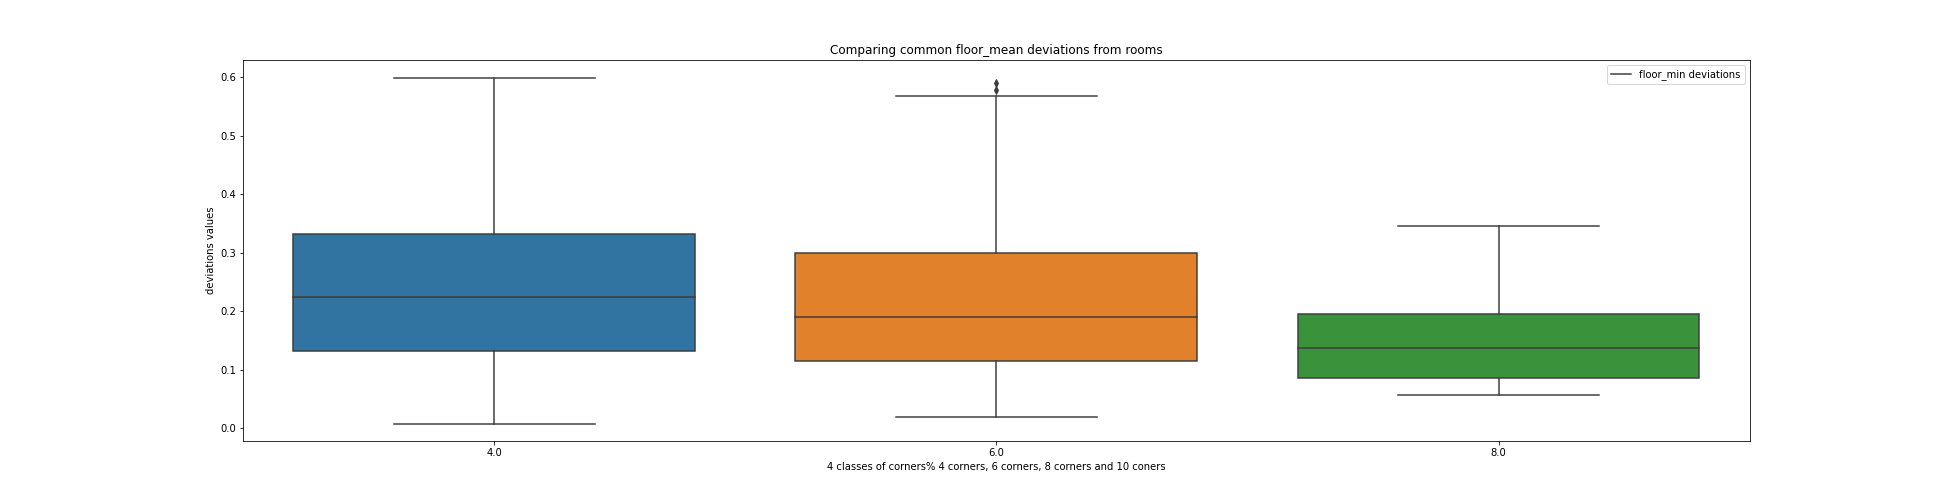 Comparing common floor_mean deviations from rooms
floor_min deviations
deviations values
0.6
0.5
0.4
0.3
0.2
0.1
0.0
4.0
6.0
8.0
4 classes of corners% 4 corners, 6 corners, 8 corners and 10 coners